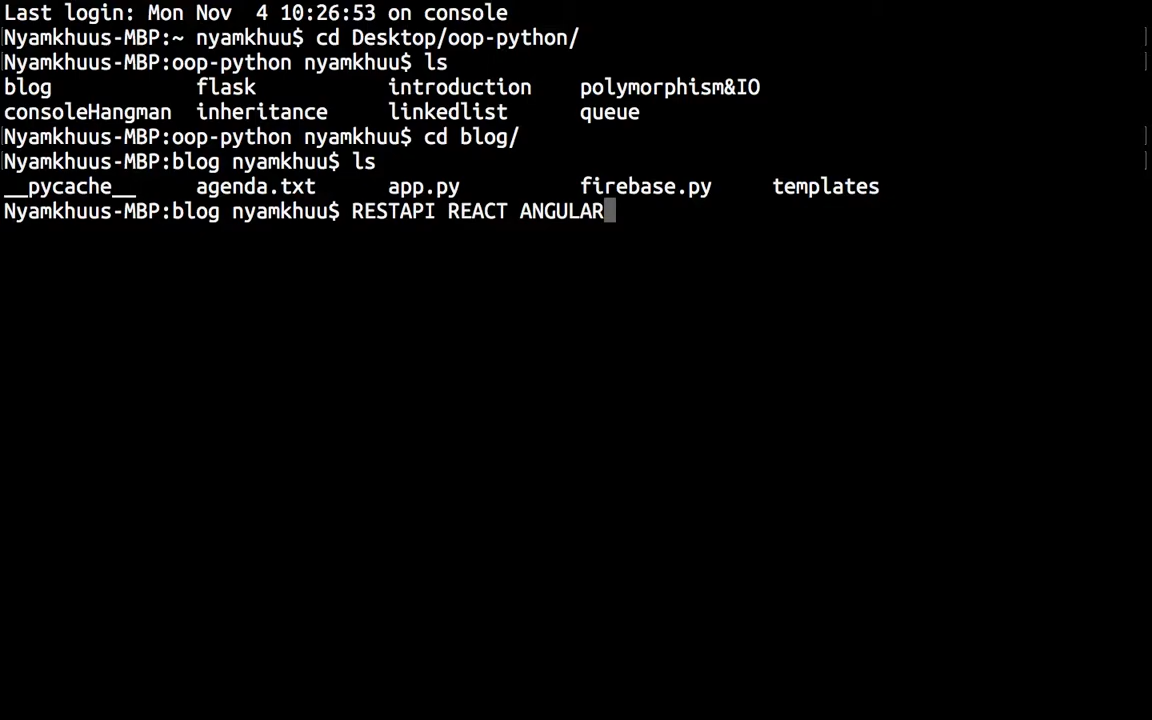 Last login: Mon Nov  4 10:26:53 on console
Nyamkhuus-MBP:~ nyamkhuu$ cd Desktop/oop-python/
Nyamkhuus-MBP:oop-python nyamkhuu$ ls
blog            flask           introduction    polymorphism&IO
consoleHangman  inheritance     linkedlist      queue
Nyamkhuus-MBP:oop-python nyamkhuu$ cd blog/
Nyamkhuus-MBP:blog nyamkhuu$ ls
__pycache__     agenda.txt      app.py          firebase.py     templates
Nyamkhuus-MBP:blog nyamkhuu$ RESTAPI REACT ANGULAR